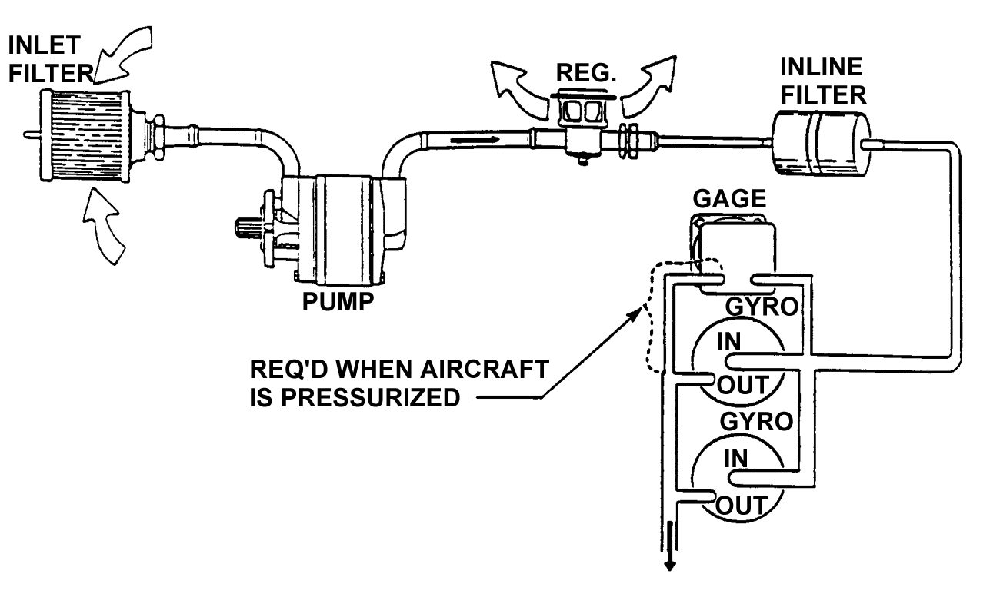 INLET
FILTER
REG.
INLINE
FILTER
GAGE
PUMP
GYRO
IN
OUT
REQ'D WHEN AIRCRAFT
IS PRESSURIZED
GYRO
IN
OUT